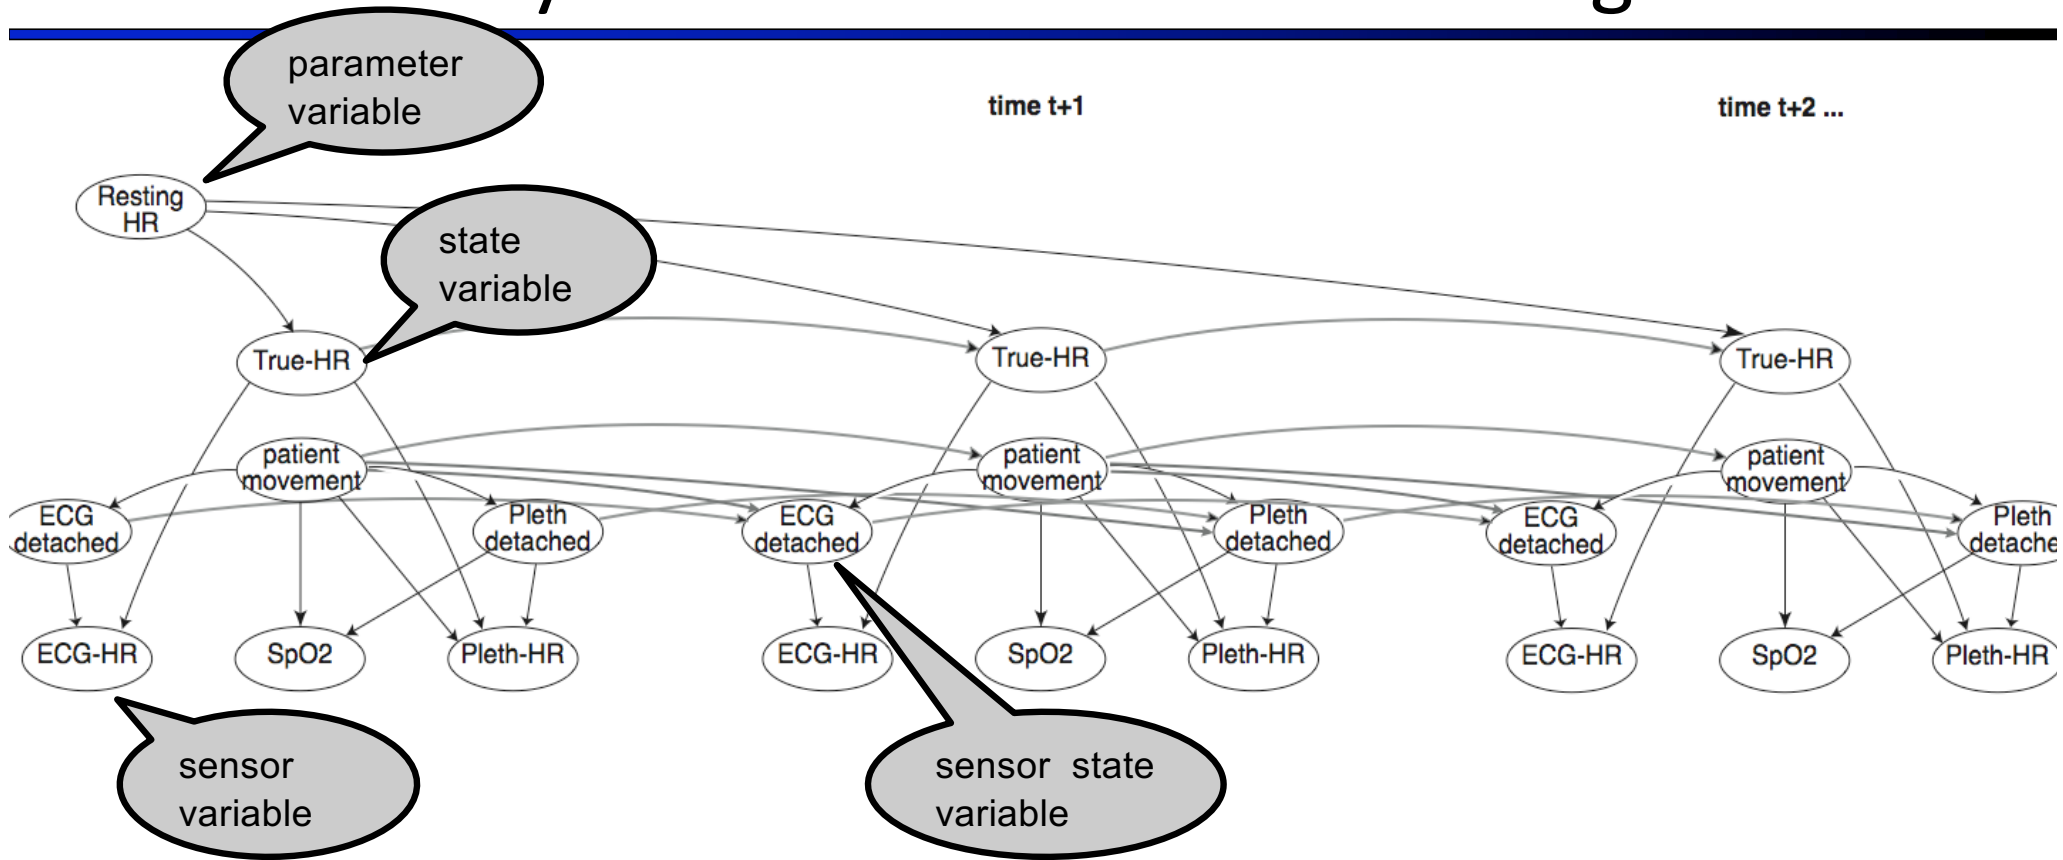 parameter
variable
time t+1
time t+2 ...
Resting
HR
state
variable
True-HR
True-HR
True-HR
patient
movement
patient
movement
patient
movement
ECG
detached
Pleth
detached
ECG
detached
Pleth
detached
ECG
detached
Pleth
detache
ECG-HR
SpO2
Pleth-HR
ECG-HR
SpO2
Pleth-HR
ECG-HR
SpO2
Pleth-HR
sensor variable
sensor state
variable